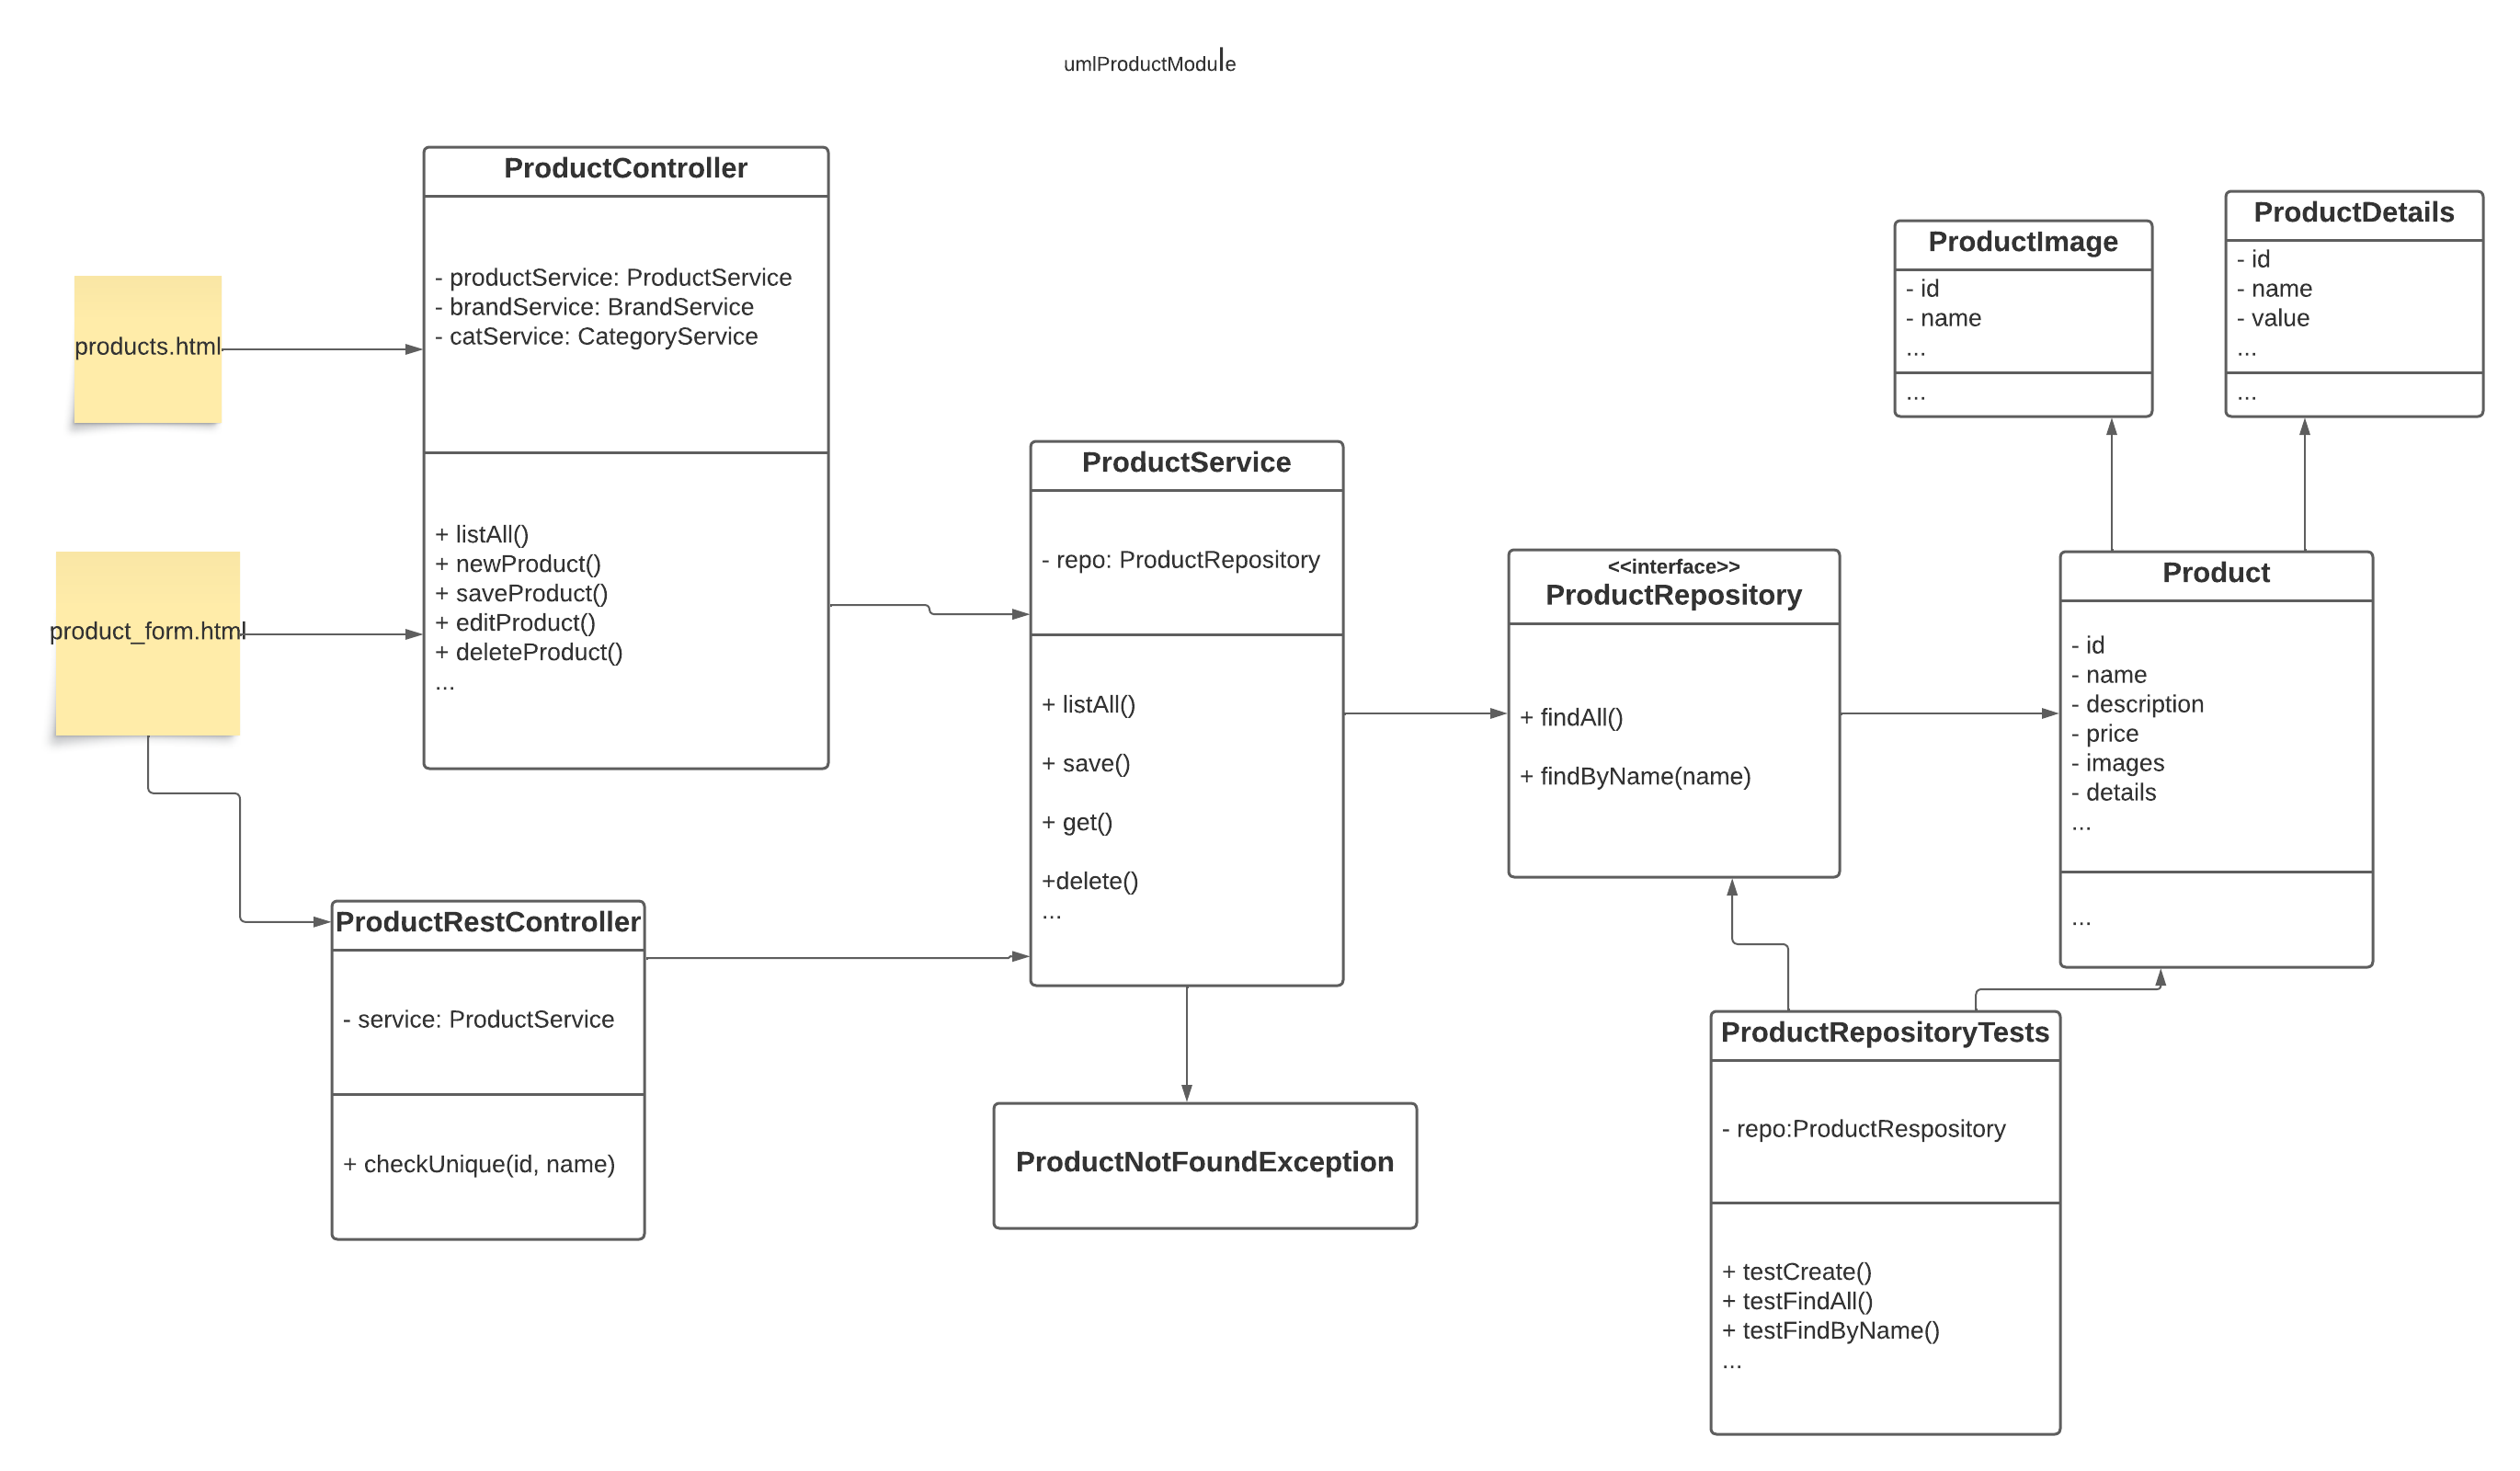 umlProductModule
ProductController
- productService: ProductService
- brandService: BrandService
- catService: CategoryService
+ listAll()
+ newProduct()
+ saveProduct()
+ editProduct()
+ deleteProduct()
...
products.html
product_form.html
ProductRestController
- service: ProductService
+ checkUnique(id, name)
ProductService
- repo: ProductRepository
+ listAll()
+ save()
+ get()
+delete()
...
ProductNotFoundException
<<interface>>
ProductRepository
+ findAll()
+ findByName(name)
ProductImage
- id
- name
...
...
ProductDetails
- id
- name
- value
...
...
Product
- id
- name
- description
- price
- images
- details
...
...
ProductRepositoryTests
- repo:ProductRespository
+ testCreate()
+ testFindAll()
+ testFindByName()
...